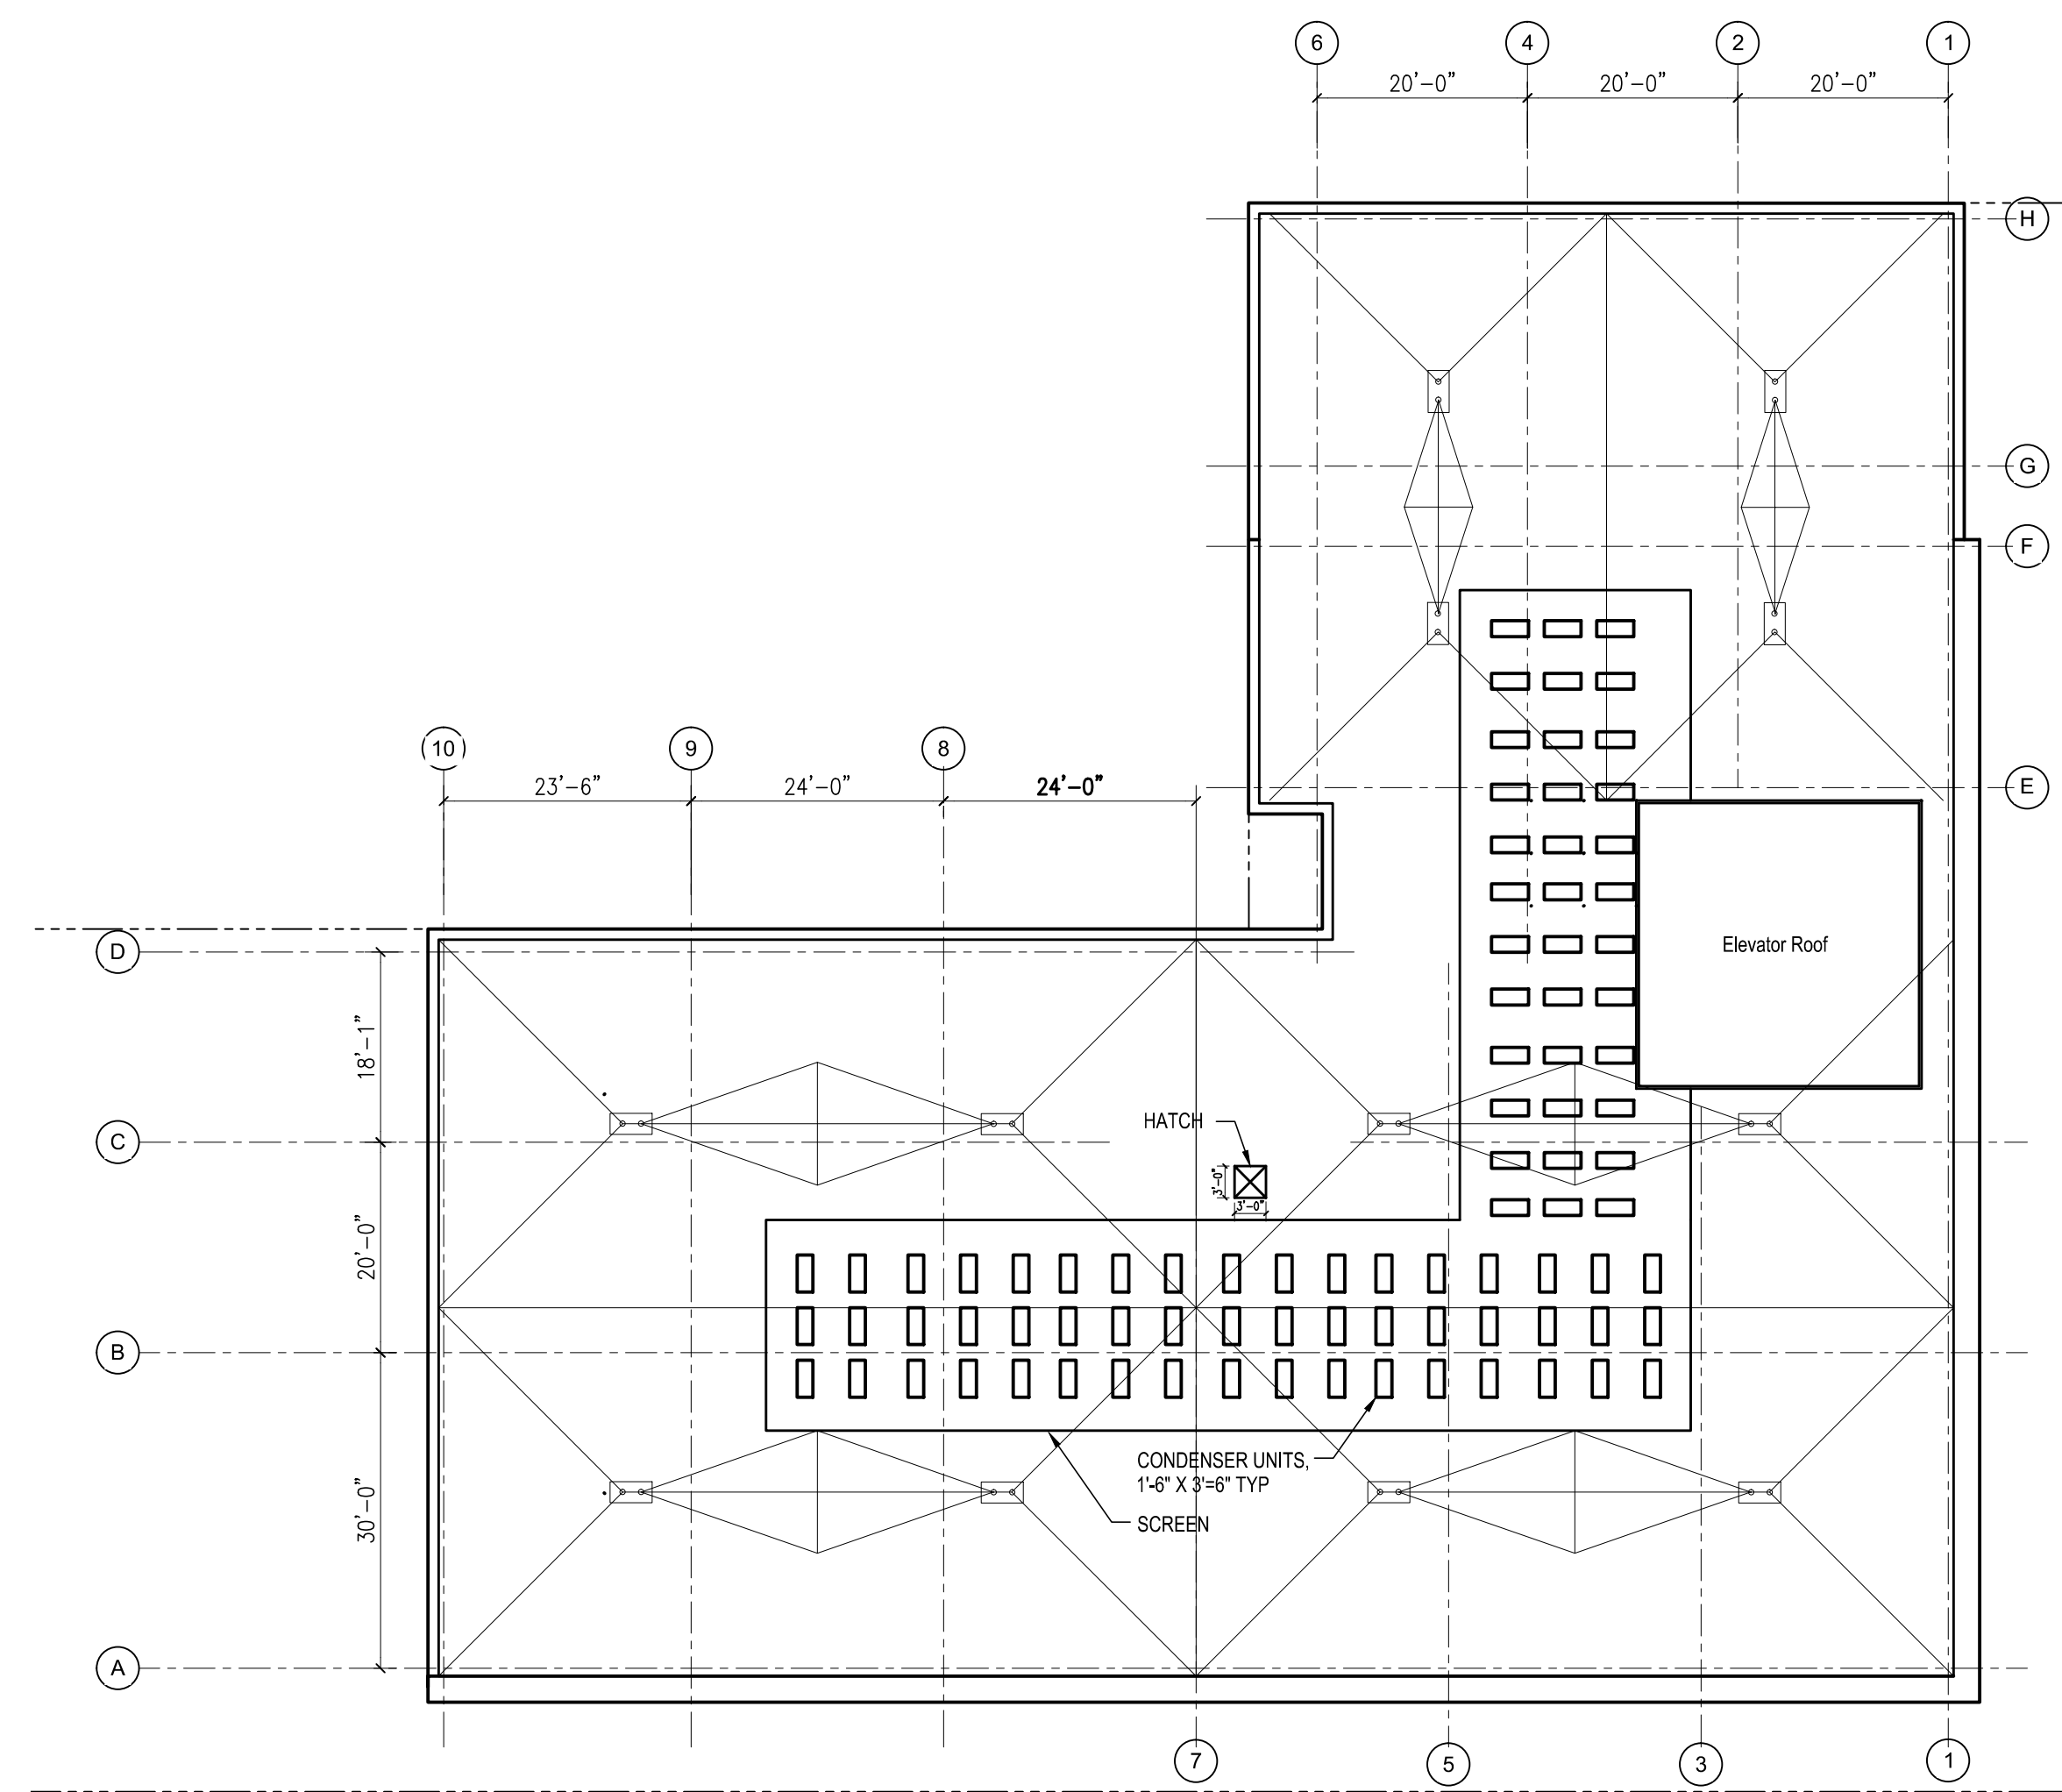 6
4
2
1
20'-0"
20'-0"
20'-0"
H
G
F
10
9
8
23'-6"
24'-0"
24'-0"
E
D
Elevator Roof
18'-1"
HATCH
C
3'-0"
3'-0"
20'-0"
B
CONDENSER UNITS,
1'-6" X 3'=6" TYP
SCREEN
30'-0"
A
7
5
3
1